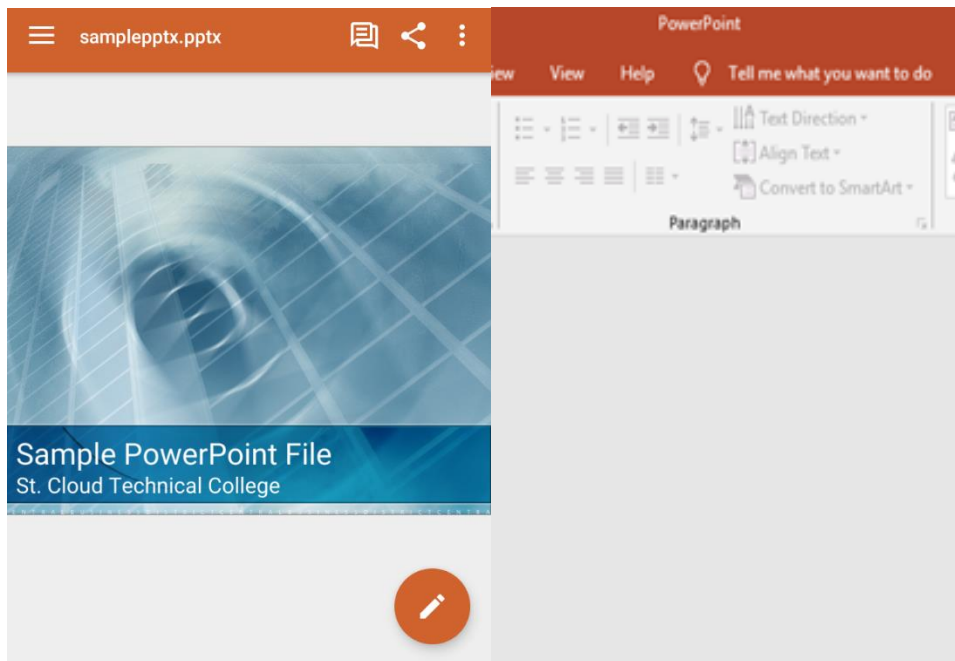 samplepptx.pptx
Sample PowerPoint File
St. Cloud Technical College
PowerPoint
iew View Help Tell me what you want to do
Text Direction
Align Text
Convert to SmartArt
Paragraph